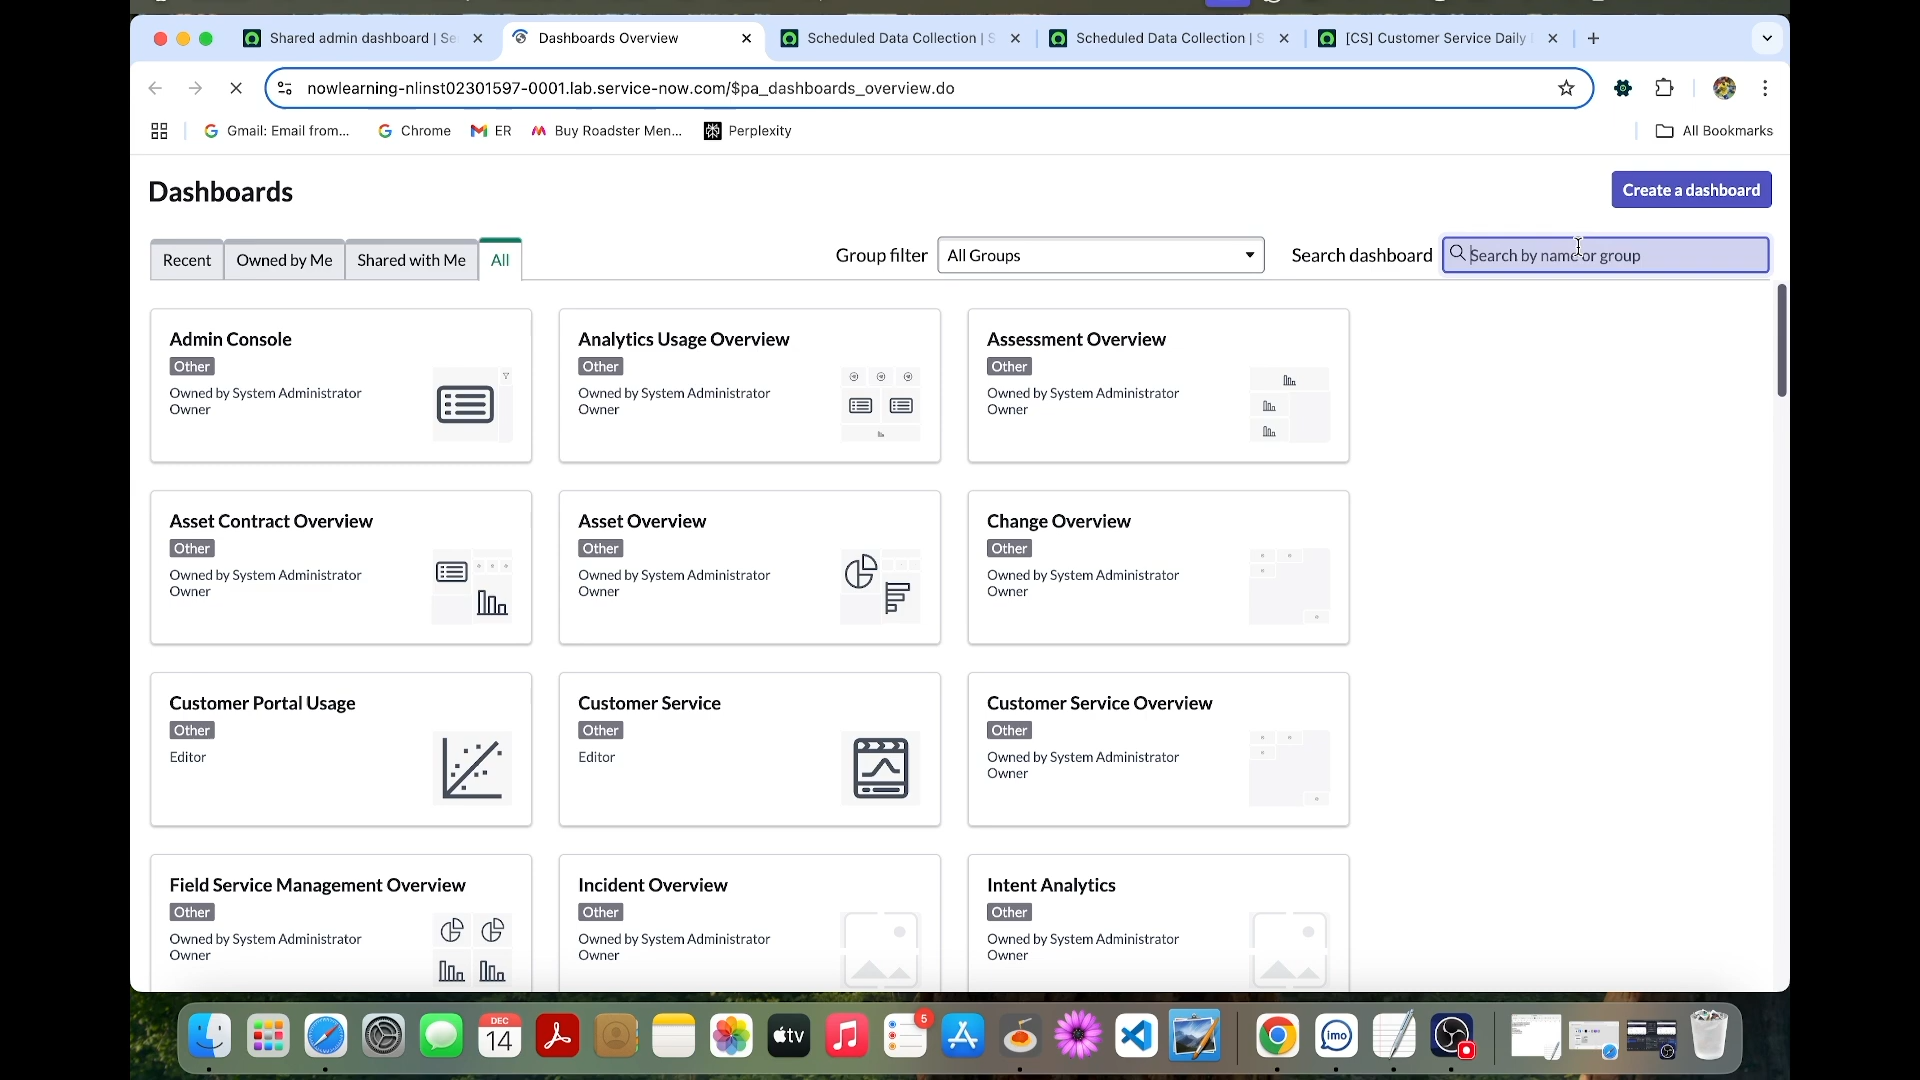 Shared admin dashboard | Se
Dashboards Overview
Scheduled Data Collection | S
Scheduled Data Collection | S
[CS] Customer Service Daily
nowlearning-nlinst02301597-0001.lab.service-now.com/$pa_dashboards_overview.do
Gmail: Email from...
Chrome
ER
Buy Roadster Men...
Perplexity
All Bookmarks
Dashboards
Create a dashboard
Recent
Owned by Me
Shared with Me
All
Group filter
All Groups
Search dashboard
Search by name or group
Admin Console
Other
Owned by System Administrator
Owner
Analytics Usage Overview
Other
Owned by System Administrator
Owner
Assessment Overview
Other
Owned by System Administrator
Owner
Asset Contract Overview
Other
Owned by System Administrator
Owner
Asset Overview
Other
Owned by System Administrator
Owner
Change Overview
Other
Owned by System Administrator
Owner
Customer Portal Usage
Other
Editor
Customer Service
Other
Editor
Customer Service Overview
Other
Owned by System Administrator
Owner
Field Service Management Overview
Other
Owned by System Administrator
Owner
Incident Overview
Other
Owned by System Administrator
Owner
Intent Analytics
Other
Owned by System Administrator
Owner
DEC
14
tv
5
imo